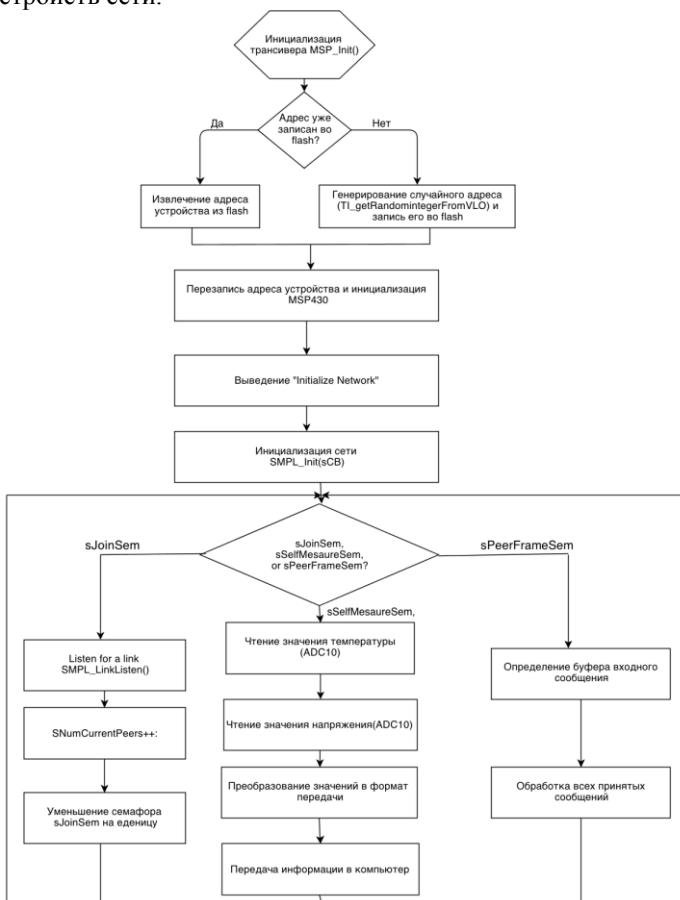 стройств сети.
Инициализация
трансивера MSP_Init()
Адрес уже
записан во
flash?
Да
Нет
Извлечение адреса
устройства из flash
Генерирование случайного адреса
(TI_getRandomintegerFromVLO) и
запись его во flash
Перезапись адреса устройства и инициализация
MSP430
Выведение "Initialize Network"
Инициализация сети
SMPL_Init(sCB)
sJoinSem,
sSelfMesaureSem,
or sPeerFrameSem?
sJoinSem
sPeerFrameSem
sSelfMesaureSem,
Listen for a link
SMPL_LinkListen()
SNumCurrentPeers++:
Уменьшение семафора
sJoinSem на еденицу
Чтение значения температуры
(ADC10)
Чтение значения напряжения(ADC10)
Преобразование значений в формат
передачи
Передача информации в компьютер
Определение буфера входного
сообщения
Обработка всех принятых
сообщений